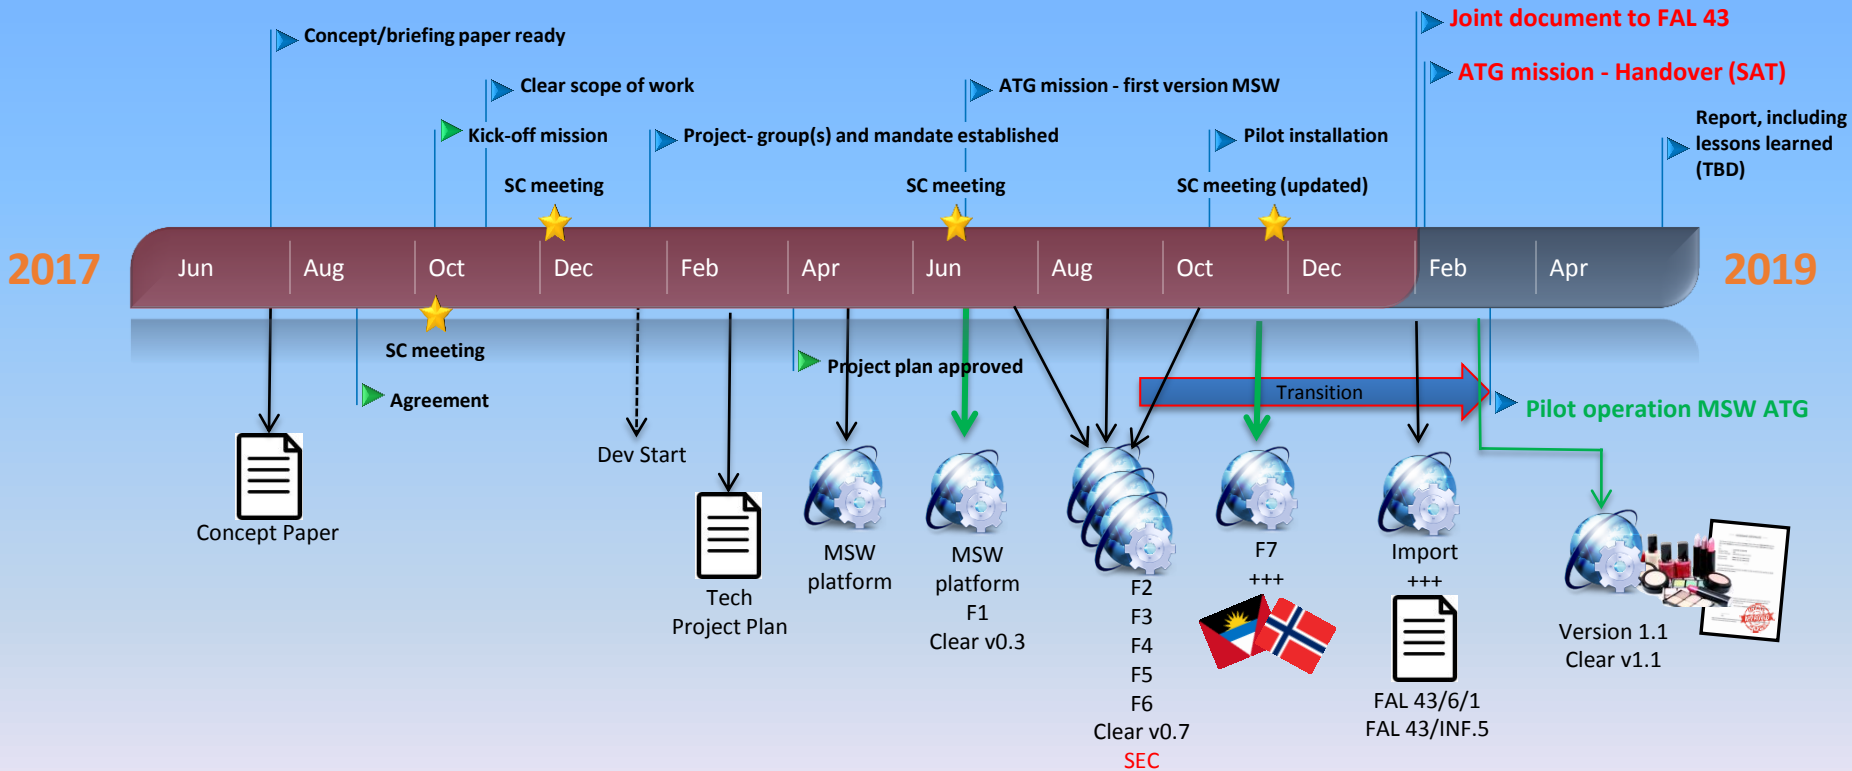 Joint document to FAL 43
Concept/briefing paper ready
ATG mission - Handover (SAT)
Clear scope of work
ATG mission - first version MSW
Report, including
lessons learned
(TBD)
Kick-off mission
Project- group(s) and mandate established
Pilot installation
SC meeting
SC meeting
SC meeting (updated)
2017
Jun
Aug
Oct
Dec
Feb
Apr
Jun
Aug
Oct
Dec
Feb
Apr
2019
SC meeting
Project plan approved
Agreement
Transition
Pilot operation MSW ATG
Dev Start
Concept Paper
Tech
Project Plan
MSW
platform
MSW
platform
F1
Clear v0.3
F2
F3
F4
F5
F6
Clear v0.7
SEC
F7
+++
Import
+++
FAL 43/6/1
FAL 43/INF.5
Version 1.1
Clear v1.1